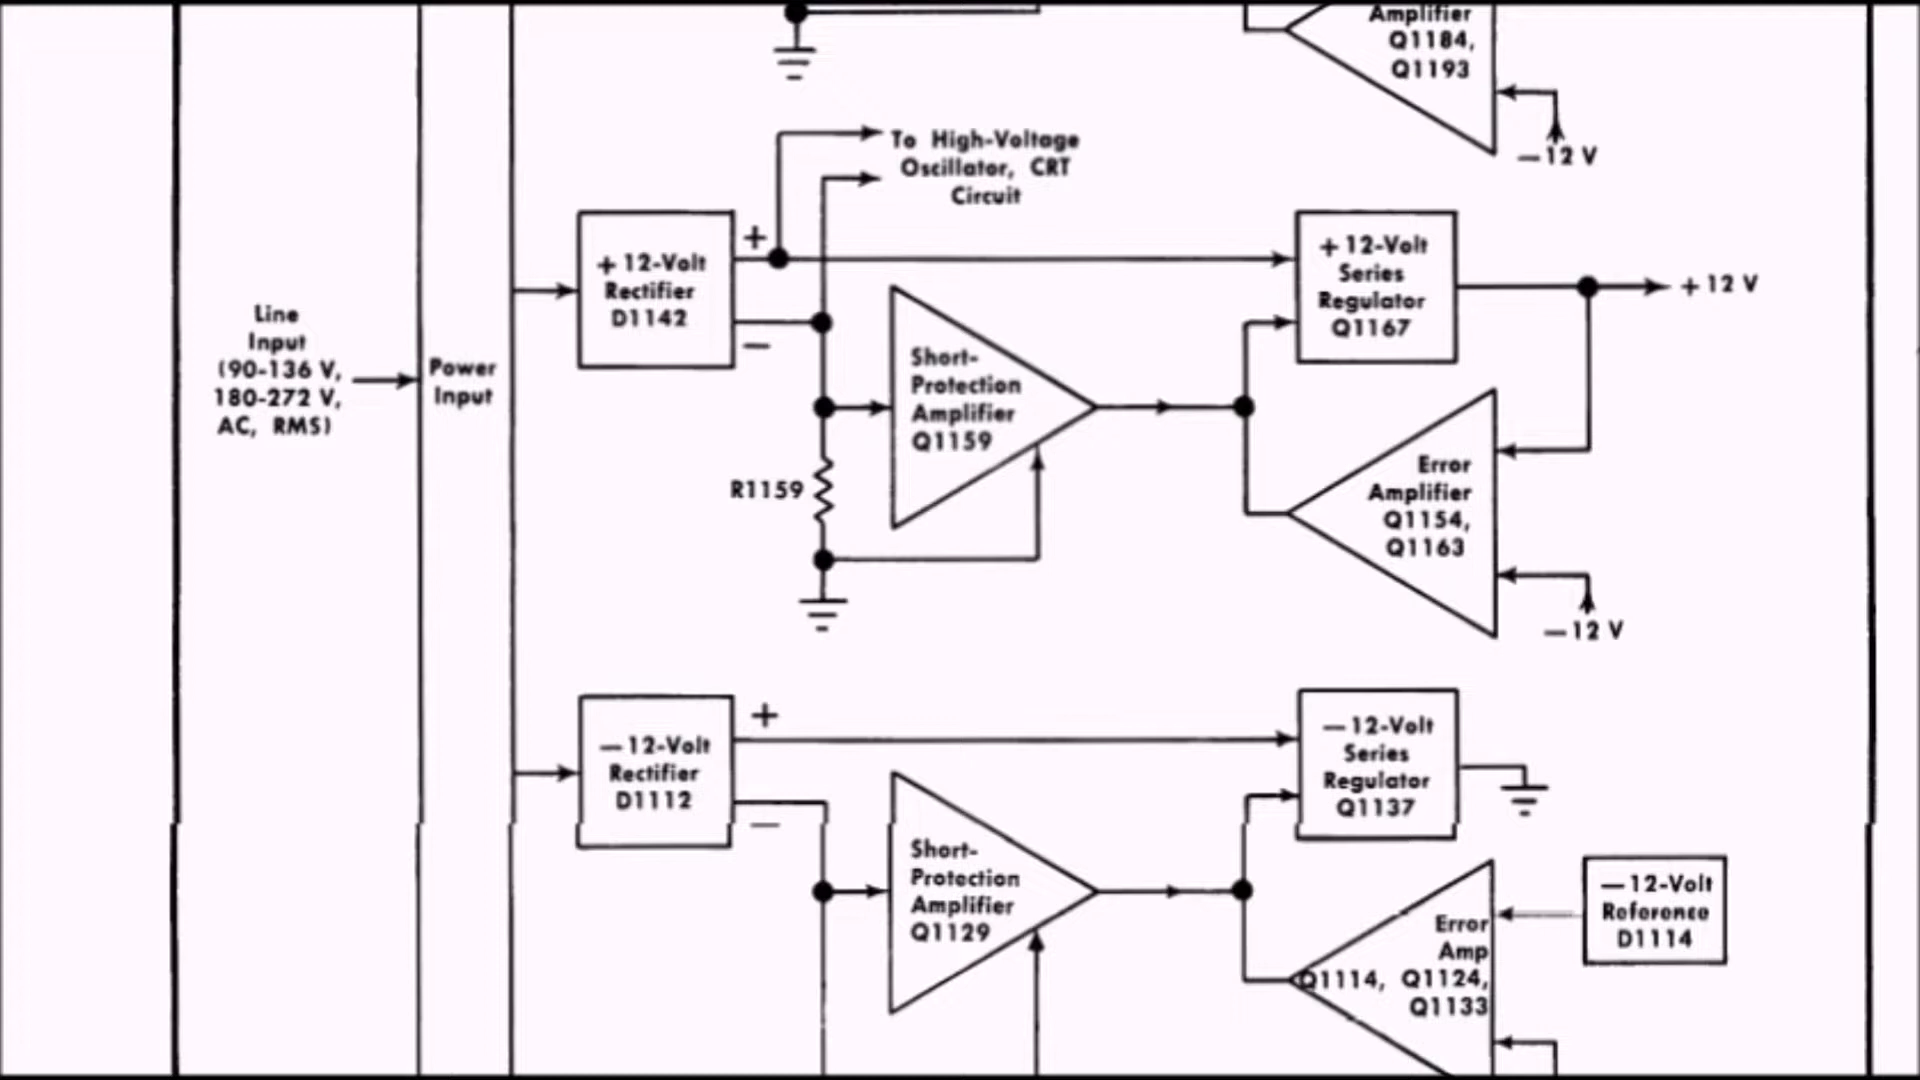 Amplifier
Q1184,
Q1193
—12 V
To High-Voltage
Oscillator, CRT
Circuit
+ 12-Volt
Rectifier
D1142
+
—
+ 12-Volt
Series
Regulator
Q1167
+ 12 V
Line
Input
(90-136 V,
180-272 V,
AC, RMS)
Power
Input
Short-
Protection
Amplifier
Q1159
R1159
Error
Amplifier
Q1154,
Q1163
—12 V
— 12-Volt
Rectifier
D1112
+
—
— 12-Volt
Series
Regulator
Q1137
Short-
Protection
Amplifier
Q1129
Error
Amp
Q1114, Q1124,
Q1133
— 12-Volt
Reference
D1114